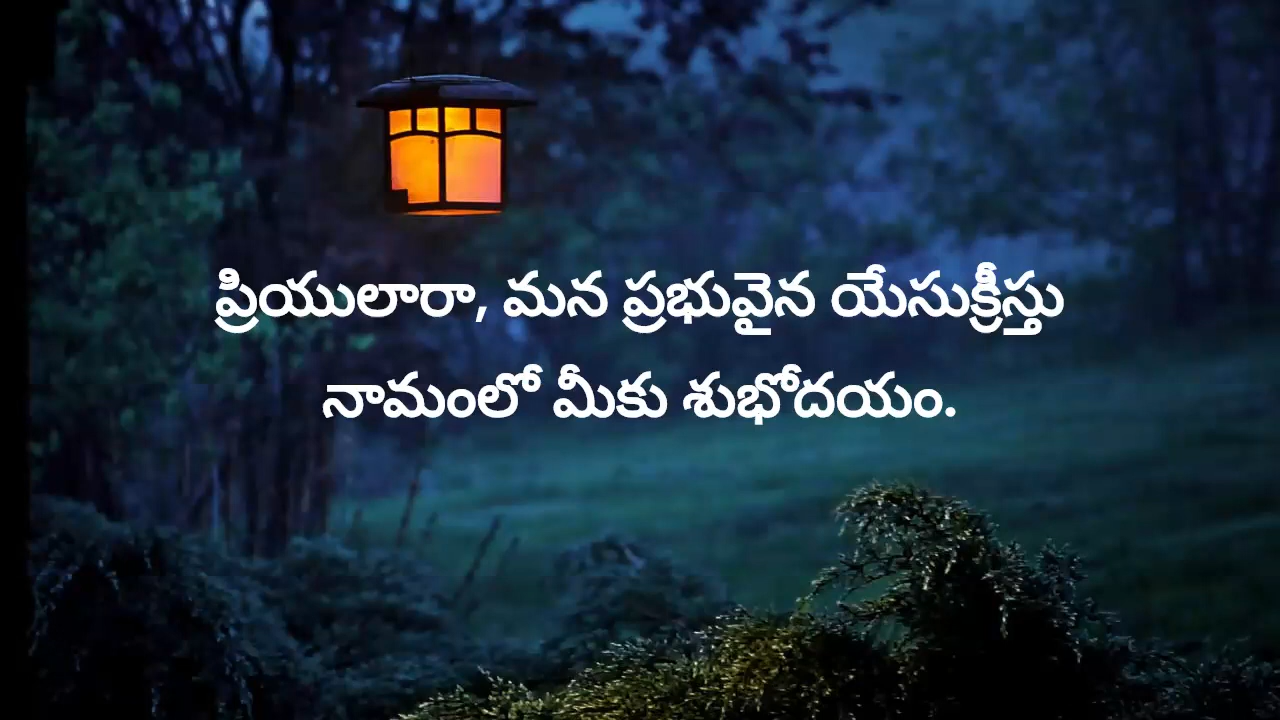 ప్రియులారా, మన ప్రభువైన యేసుక్రీస్తు
నామంలో మీకు శుభోదయం.